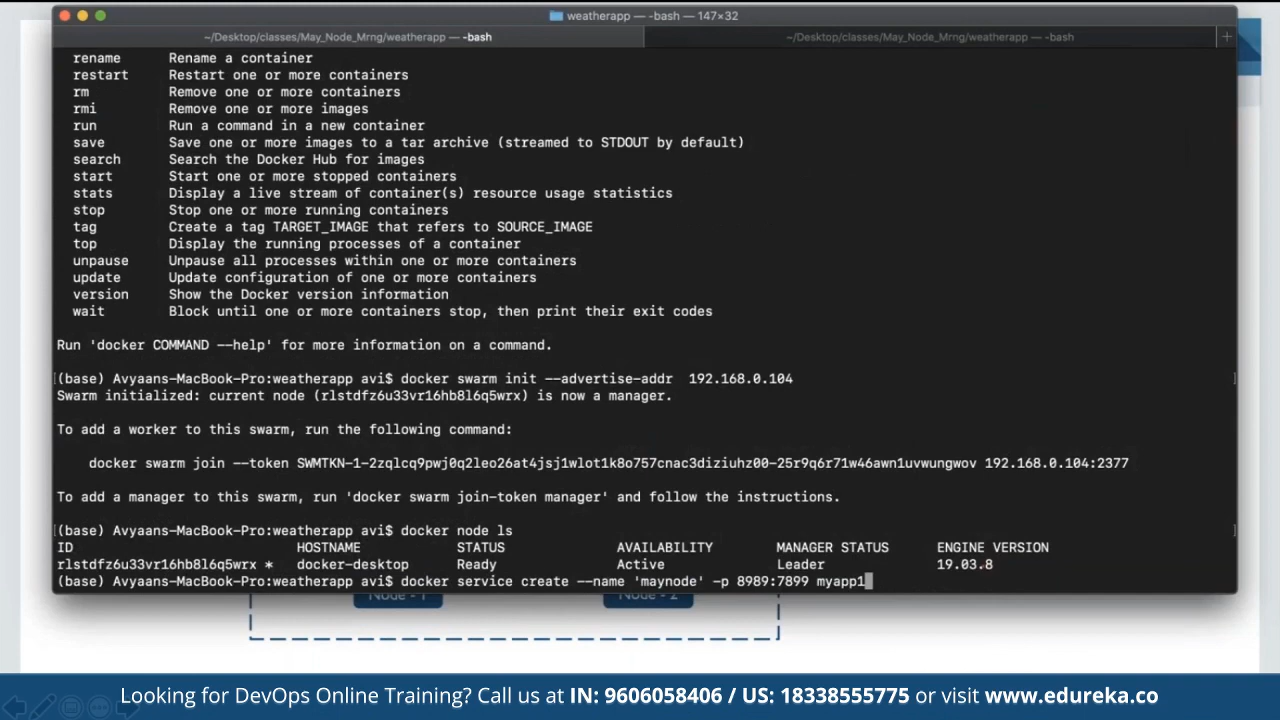 weatherapp — -bash — 147×32
~/Desktop/classes/May_Node_Mrng/weatherapp — -bash
~/Desktop/classes/May_Node_Mrng/weatherapp — -bash
+
rename Rename a container
restart Restart one or more containers
rm Remove one or more containers
rmi Remove one or more images
run Run a command in a new container
save Save one or more images to a tar archive (streamed to STDOUT by default)
search Search the Docker Hub for images
start Start one or more stopped containers
stats Display a live stream of container(s) resource usage statistics
stop Stop one or more running containers
tag Create a tag TARGET_IMAGE that refers to SOURCE_IMAGE
top Display the running processes of a container
unpause Unpause all processes within one or more containers
update Update configuration of one or more containers
version Show the Docker version information
wait Block until one or more containers stop, then print their exit codes
Run 'docker COMMAND --help' for more information on a command.
[(base) Avyaans-MacBook-Pro:weatherapp avi$ docker swarm init --advertise-addr  192.168.0.104 ]
Swarm initialized: current node (rlstdfz6u33vr16hb8l6q5wrx) is now a manager.
To add a worker to this swarm, run the following command:
docker swarm join --token SWMTKN-1-2zqlcq9pwj0q2leo26at4jsj1wlot1k8o757cnac3diziuhz00-25r9q6r71w46awn1uvwungwov 192.168.0.104:2377
To add a manager to this swarm, run 'docker swarm join-token manager' and follow the instructions.
[(base) Avyaans-MacBook-Pro:weatherapp avi$ docker node ls ]
ID HOSTNAME STATUS AVAILABILITY MANAGER STATUS ENGINE VERSION
rlstdfz6u33vr16hb8l6q5wrx * docker-desktop Ready Active Leader 19.03.8
(base) Avyaans-MacBook-Pro:weatherapp avi$ docker service create --name 'maynode' -p 8989:7899 myapp1
Node - 1 Node - 2
Looking for DevOps Online Training? Call us at IN: 9606058406 / US: 18338555775 or visit www.edureka.co